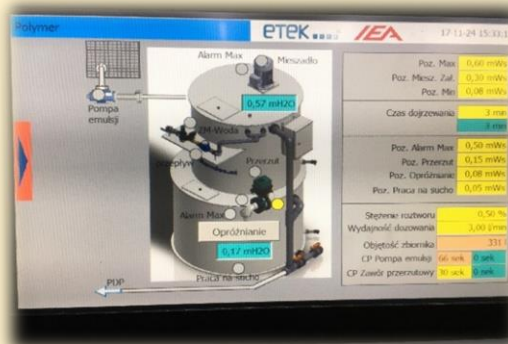 Polymer
ETEK
IEA
17-11-24 15:33:1
Alarm Max
Mieszadło
0,57 mH2O
Pompa
emulsji
ZM-Woda
Przepływ
Przerzut
Alarm Max
Opróżnianie
0,17 mH2O
Praca na sucho
PDP
Poz. Max 0,60 mWs
Poz. Miesz. Zał. 0,30 mWs
Poz. Min 0,08 mWs
Czas dojrzewania 3 min
3 min
Poz. Alarm Max 0,50 mWs
Poz. Przerzut 0,15 mWs
Poz. Opróżnianie 0,08 mWs
Poz. Praca na sucho 0,05 mWs
Stężenie roztworu 0,50 %
Wydajność dozowania 3,00 l/min
Objętość zbiornika 331 l
CP Pompa emulsji 66 sek 0 sek
CP Zawór przerzutowy 30 sek 0 sek